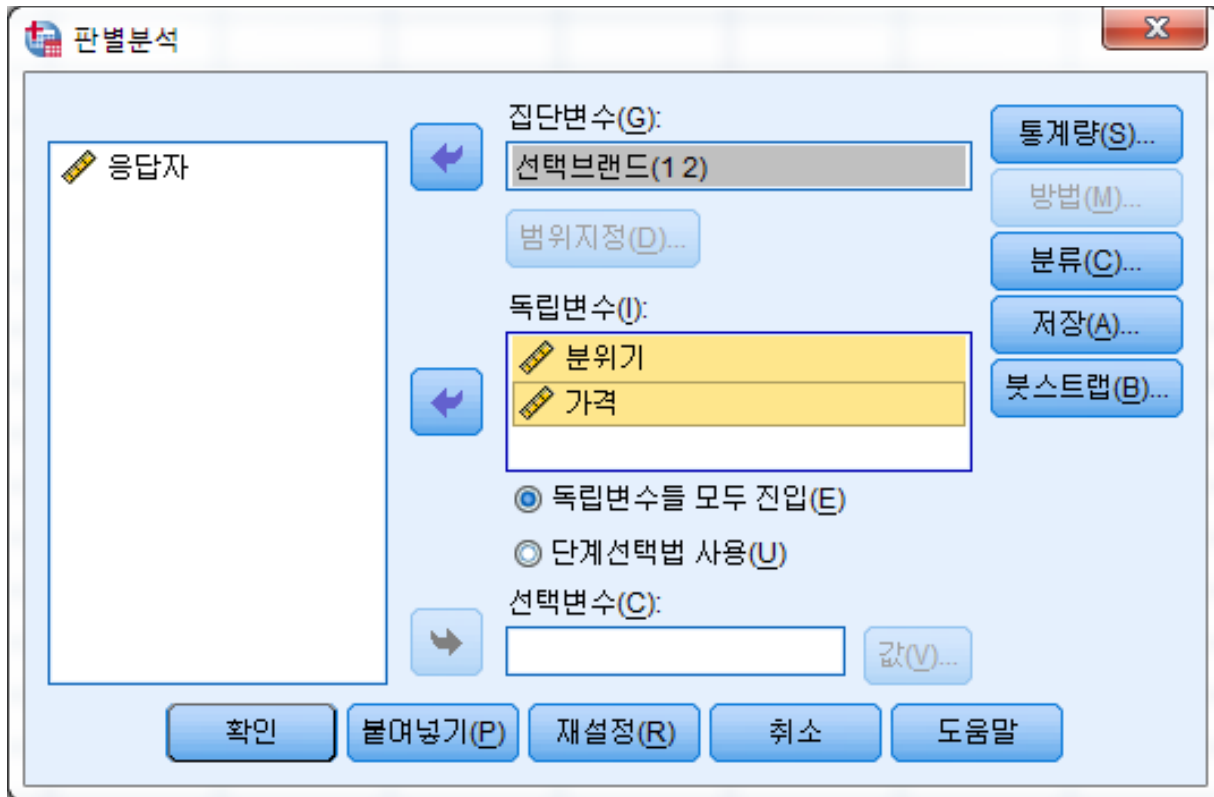 판별분석
집단변수(G):
응답자
선택브랜드(1 2)
범위지정(D)...
독립변수(I):
분위기
가격
독립변수들 모두 진입(E)
단계선택법 사용(U)
선택변수(C):
값(V)...
통계량(S)...
방법(M)...
분류(C)...
저장(A)...
붓스트랩(B)...
확인
붙여넣기(P)
재설정(R)
취소
도움말